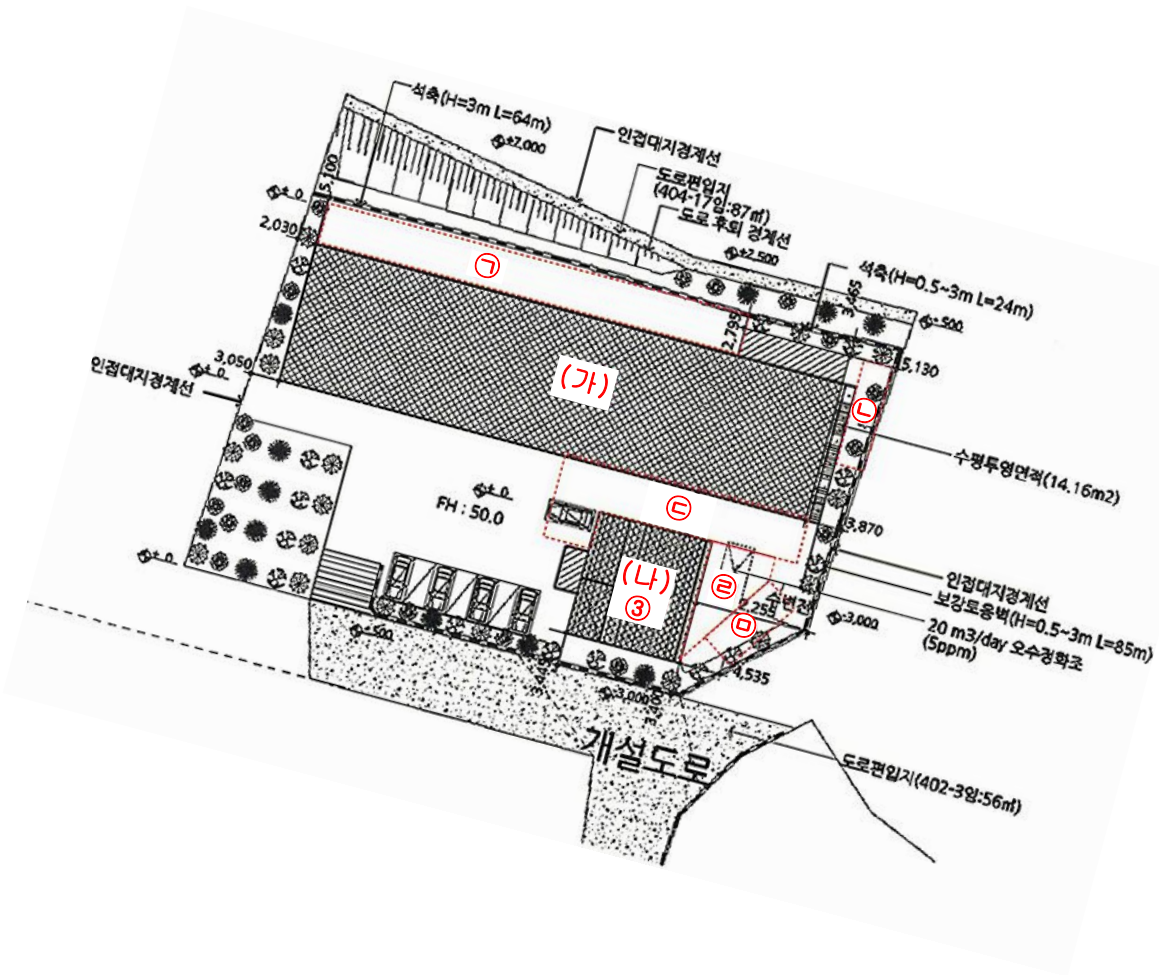 석축(H=3m L=64m)
±7,000
인접대지경계선
도로편입지
(404-17임:87㎡)
도로 후퇴 경계선
±2,500
석축(H=0.5~3m L=24m)
3,465
±500
5,100
± 0
2,030
㉠
2,795
5,130
(가)
㉡
3,050
± 0
인접대지경계선
수평투영면적(14.16m2)
± 0
FH : 50.0
㉢
3,870
± 0
(나)
③
㉣
㉤
인접대지경계선
보강토옹벽(H=0.5~3m L=85m)
20 m3/day 오수정화조
(5ppm)
-3,000
-500
4,535
-3,000
개설도로
도로편입지(402-3임:56㎡)